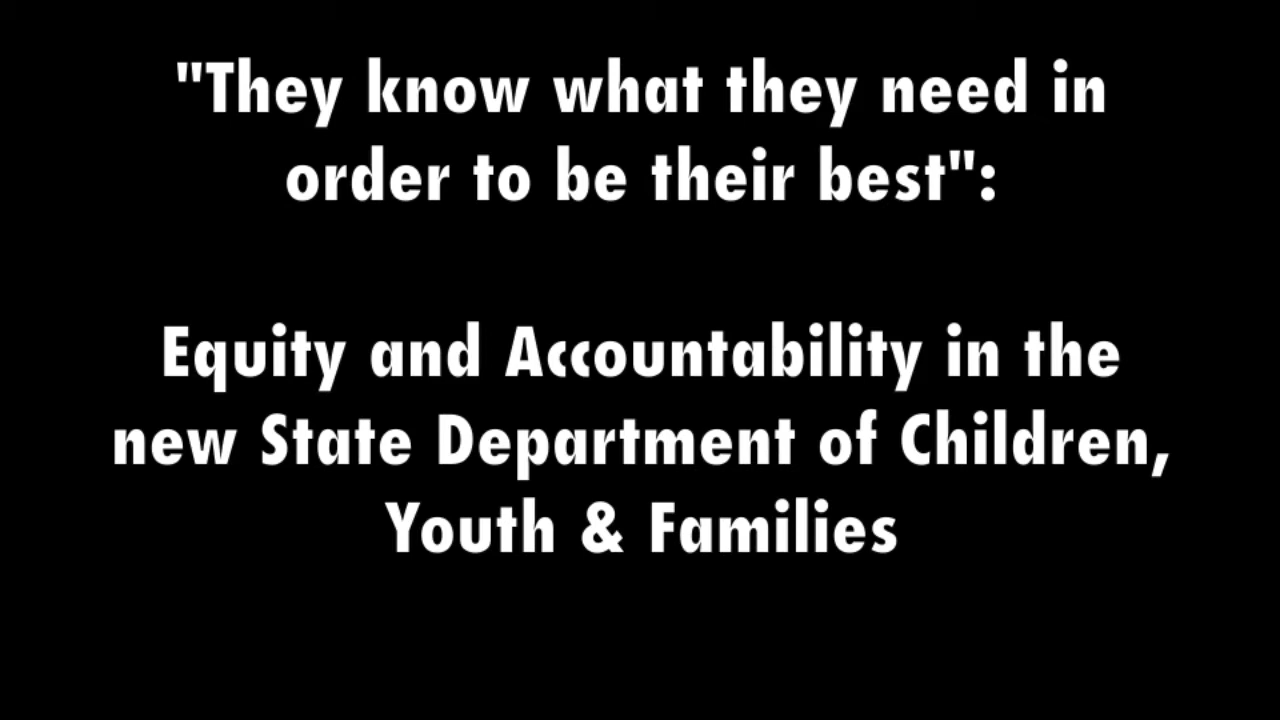 "They know what they need in
order to be their best":
Equity and Accountability in the
new State Department of Children,
Youth & Families